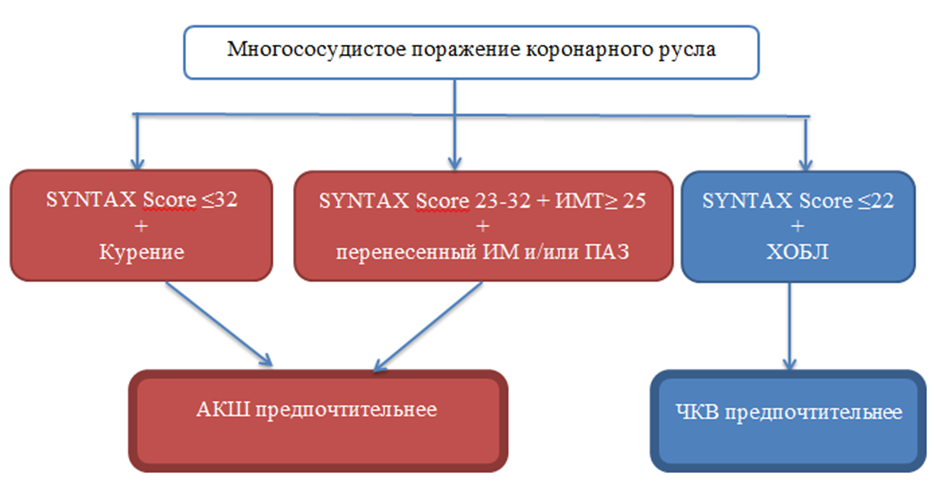 Многососудистое поражение коронарного русла
SYNTAX Score ≤32
+
Курение
SYNTAX Score 23-32 + ИМТ≥ 25
+
перенесенный ИМ и/или ПАЗ
SYNTAX Score ≤22
+
ХОБЛ
АКШ предпочтительнее
ЧКВ предпочтительнее